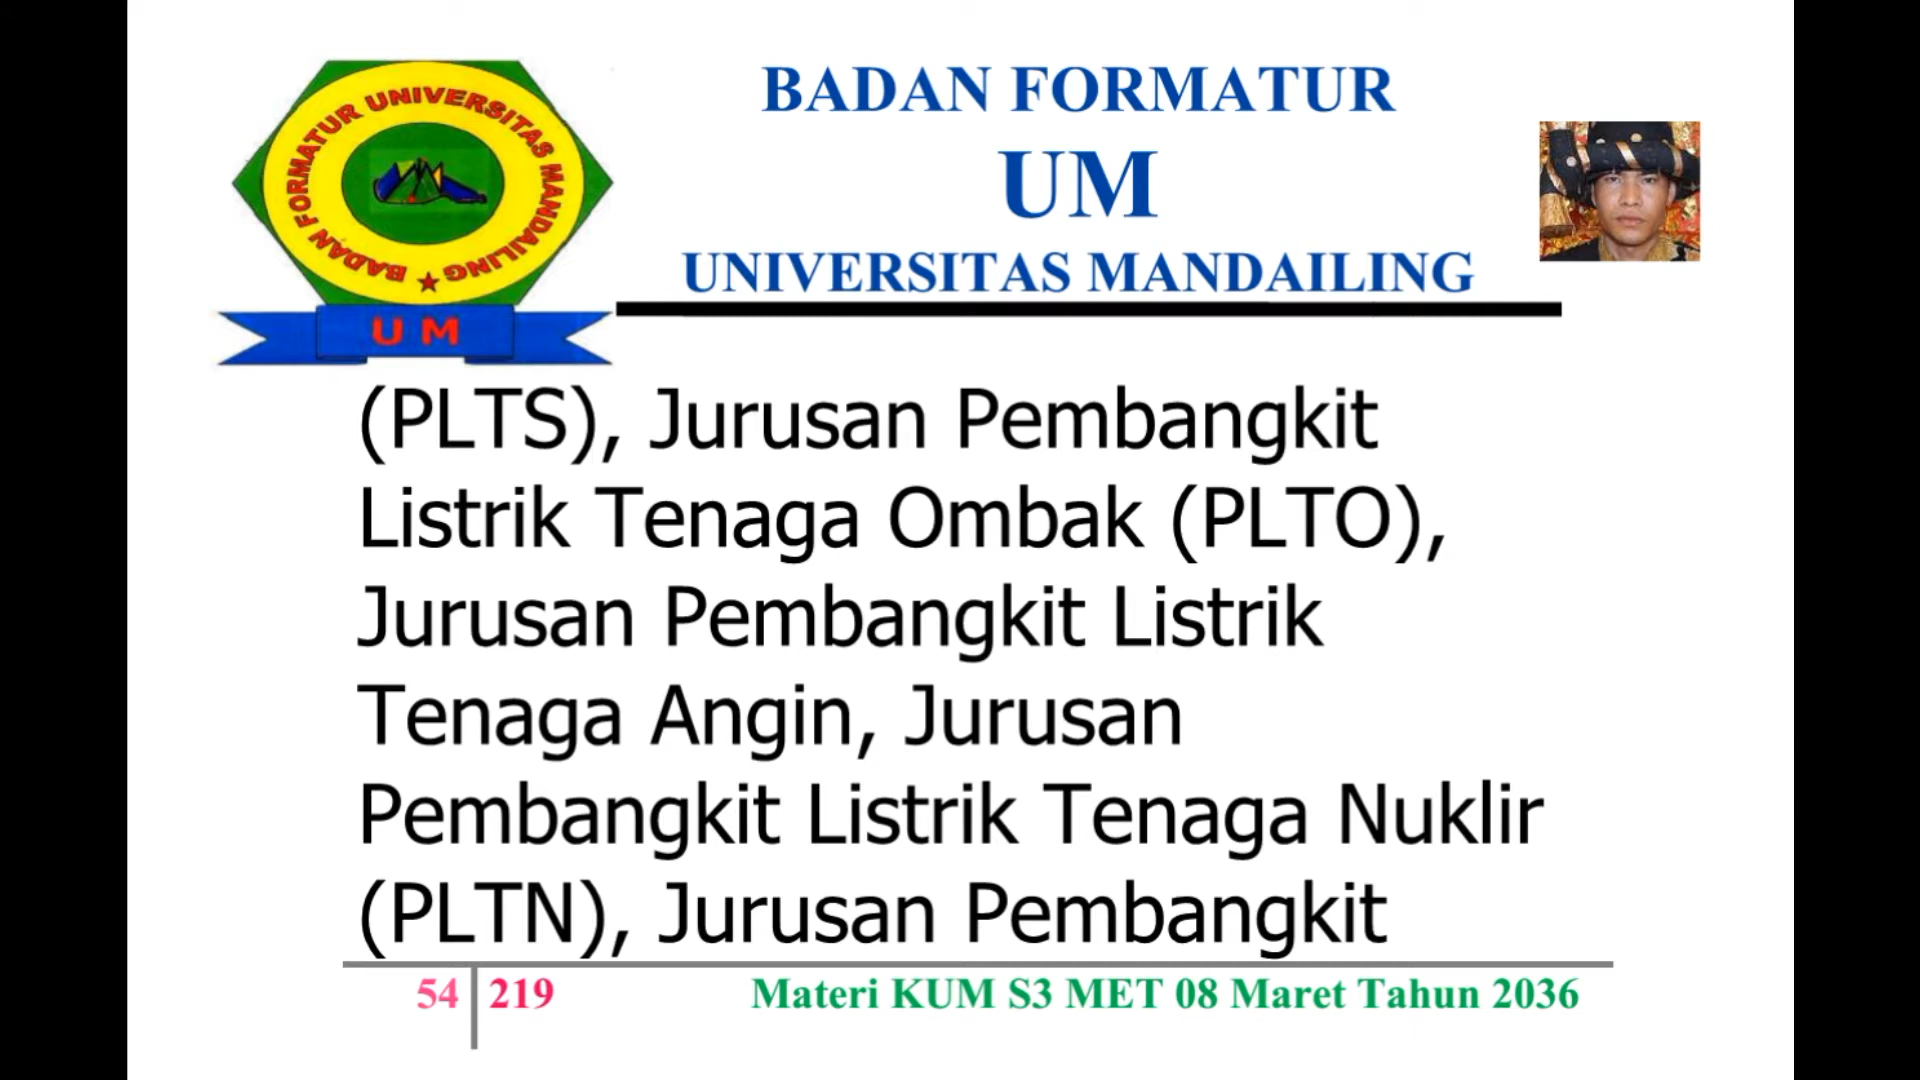 BADAN FORMATUR UNIVERSITAS MANDAILING
U M
BADAN FORMATUR
UM
UNIVERSITAS MANDAILING
(PLTS), Jurusan Pembangkit
Listrik Tenaga Ombak (PLTO),
Jurusan Pembangkit Listrik
Tenaga Angin, Jurusan
Pembangkit Listrik Tenaga Nuklir
(PLTN), Jurusan Pembangkit
54 219 Materi KUM S3 MET 08 Maret Tahun 2036